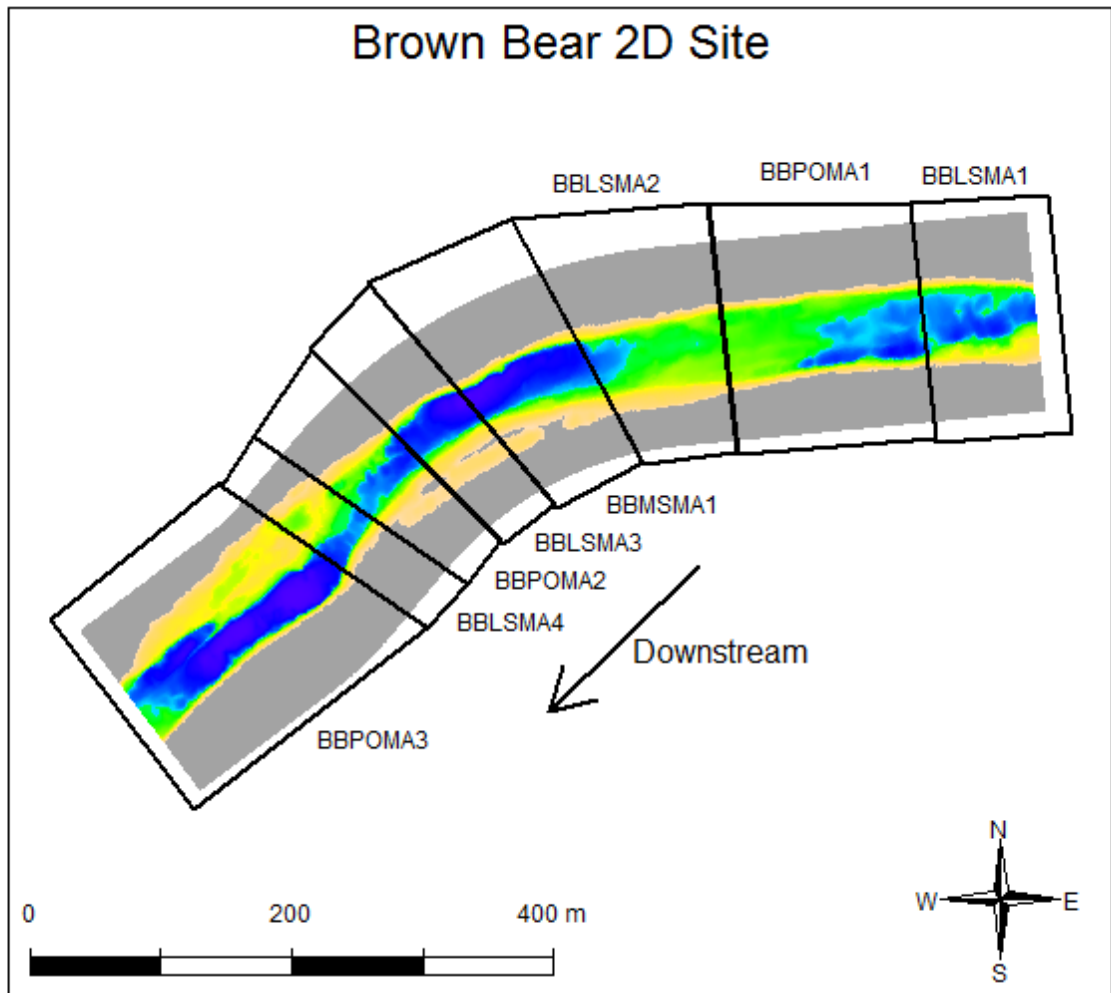 Brown Bear 2D Site
BBLSMA2
BBPOMA1
BBLSMA1
BBMSMA1
BBLSMA3
BBPOMA2
BBLSMA4
Downstream
BBPOMA3
N
W
E
S
0 200 400 m